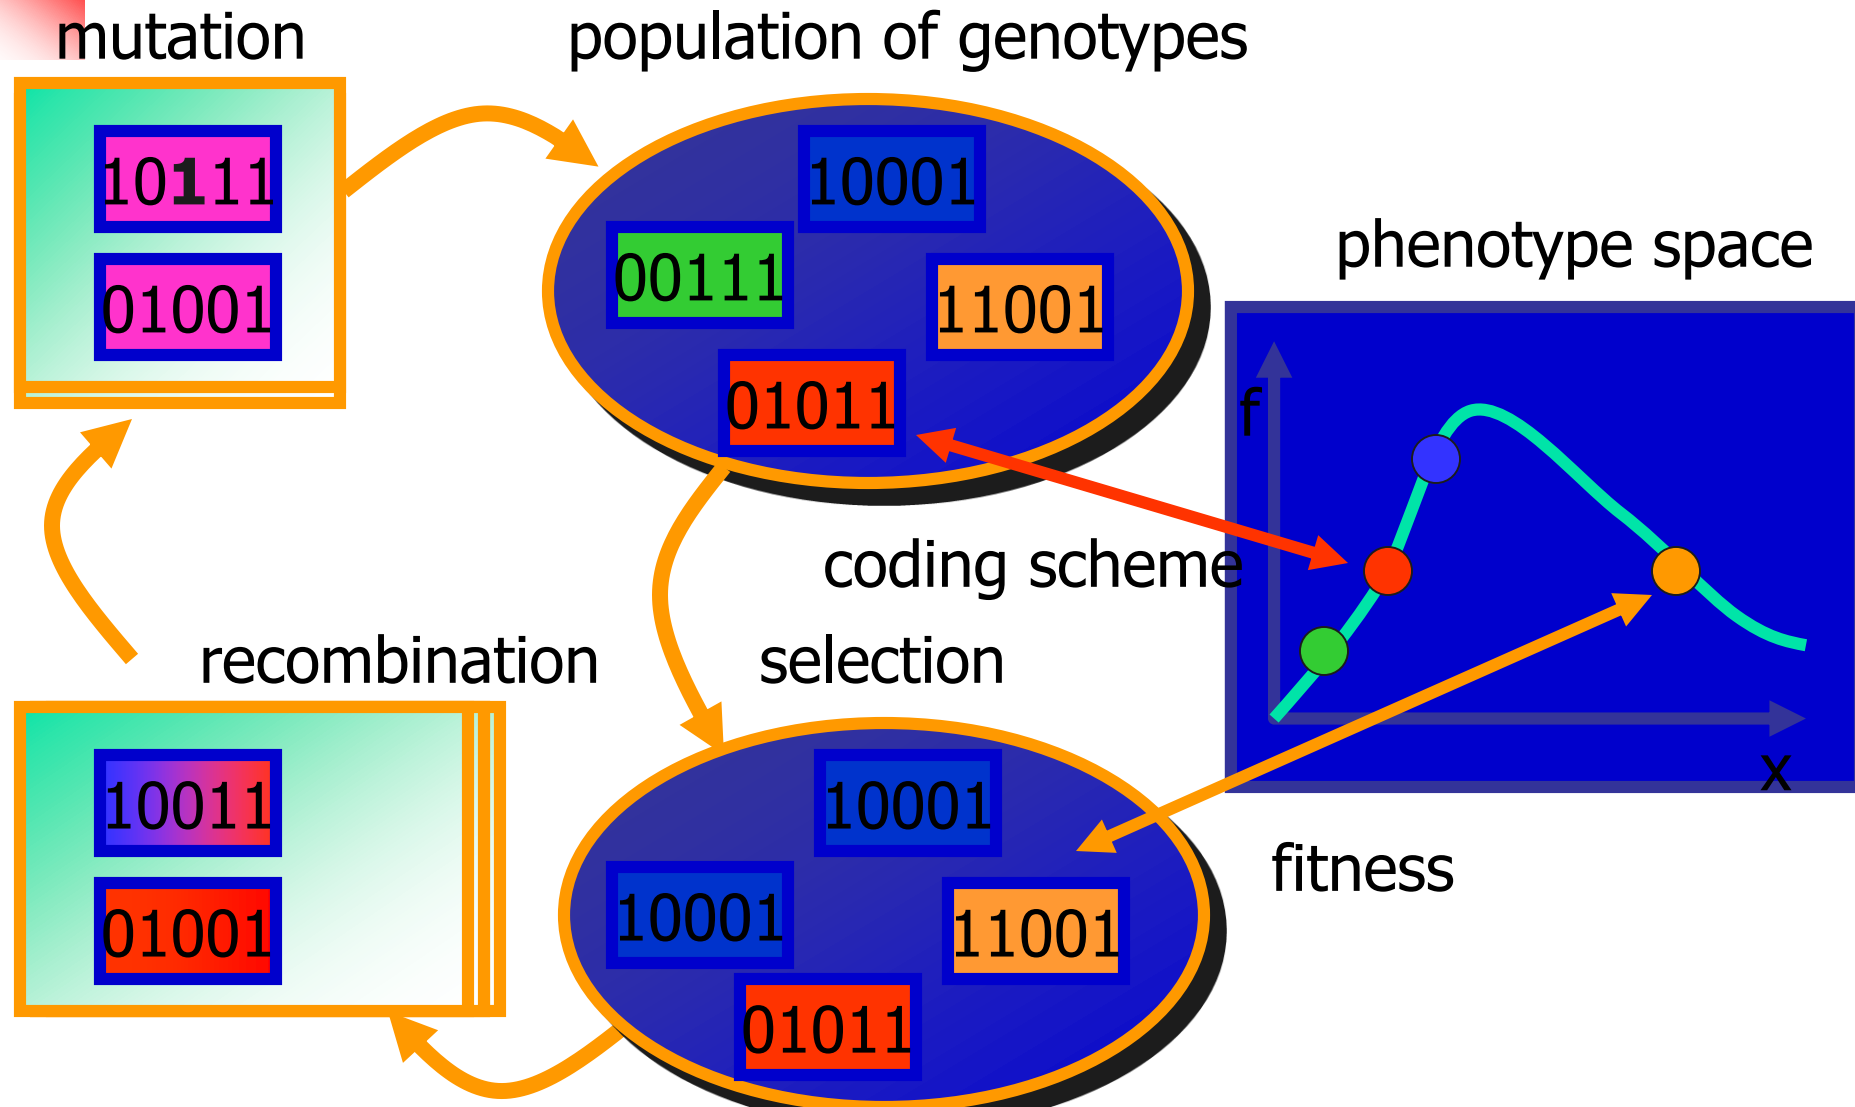 mutation
population of genotypes
10111
01001
10001
00111
11001
01011
phenotype space
f
x
coding scheme
recombination
selection
10011
01001
10001
10001
11001
01011
fitness